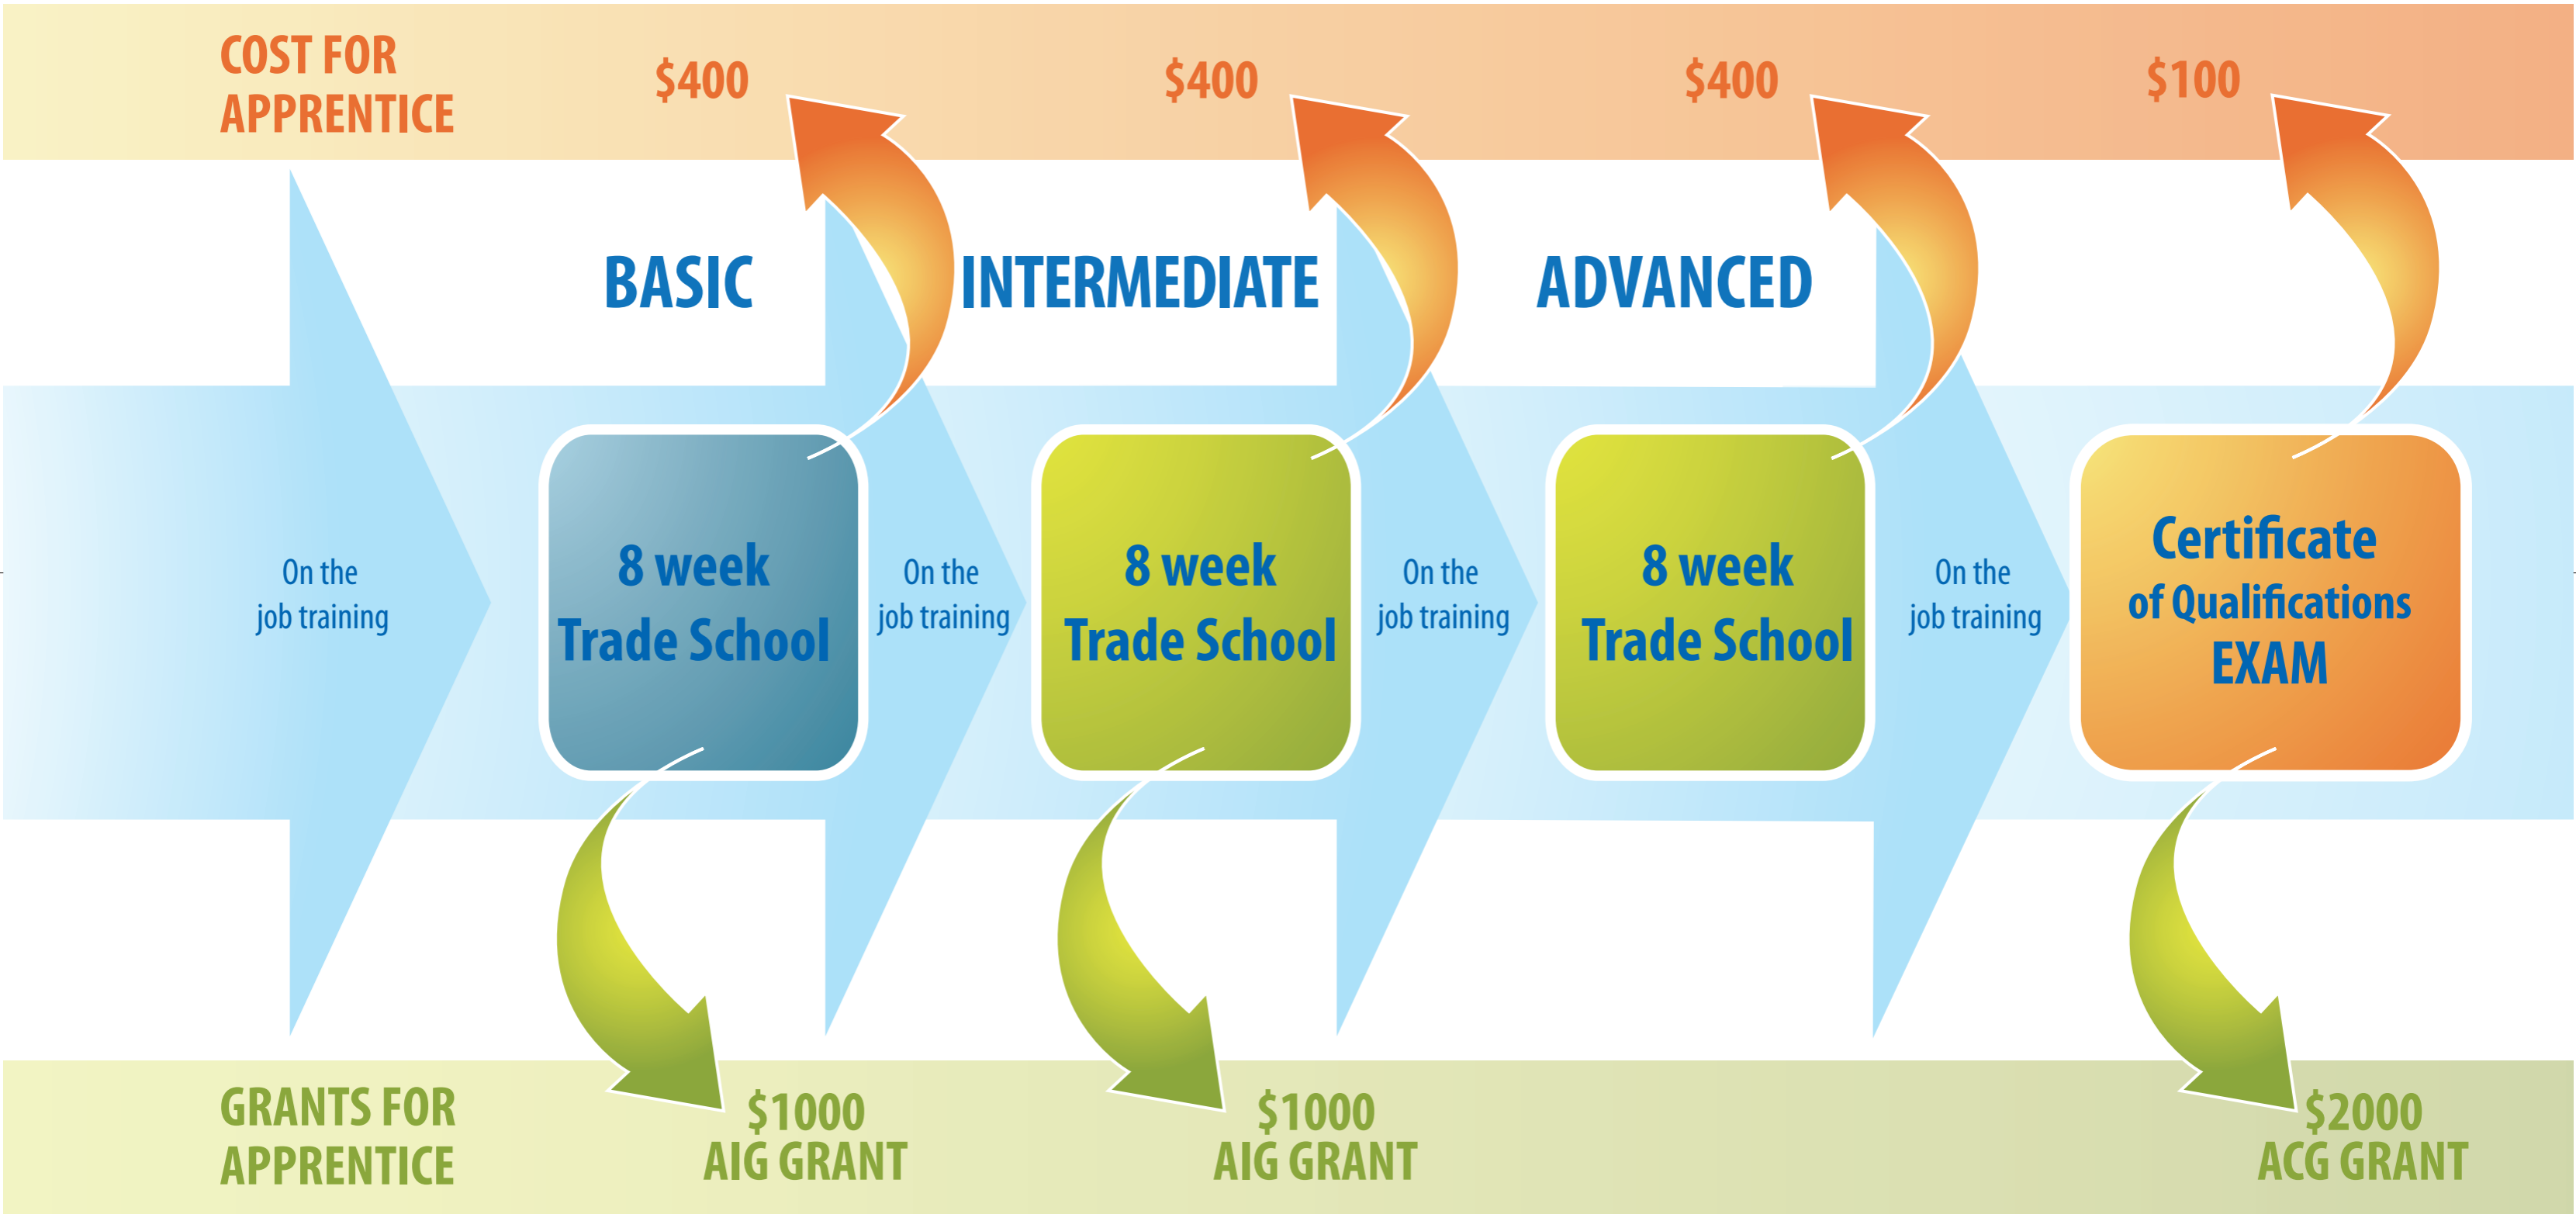 COST FOR
APPRENTICE
$400
$400
$400
$100
BASIC
INTERMEDIATE
ADVANCED
On the
job training
8 week
Trade School
On the
job training
8 week
Trade School
On the
job training
8 week
Trade School
On the
job training
Certificate
of Qualifications
EXAM
GRANTS FOR
APPRENTICE
$1000
AIG GRANT
$1000
AIG GRANT
$2000
ACG GRANT